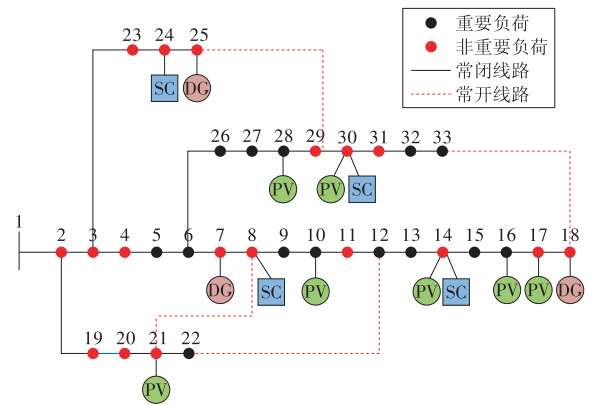 重要负荷
非重要负荷
常闭线路
常开线路
23 24 25
SC DG
26 27 28 29 30 31 32 33
PV PV SC
1
2 3 4 5 6 7 8 9 10 11 12 13 14 15 16 17 18
DG SC PV PV SC PV PV DG
19 20 21 22
PV